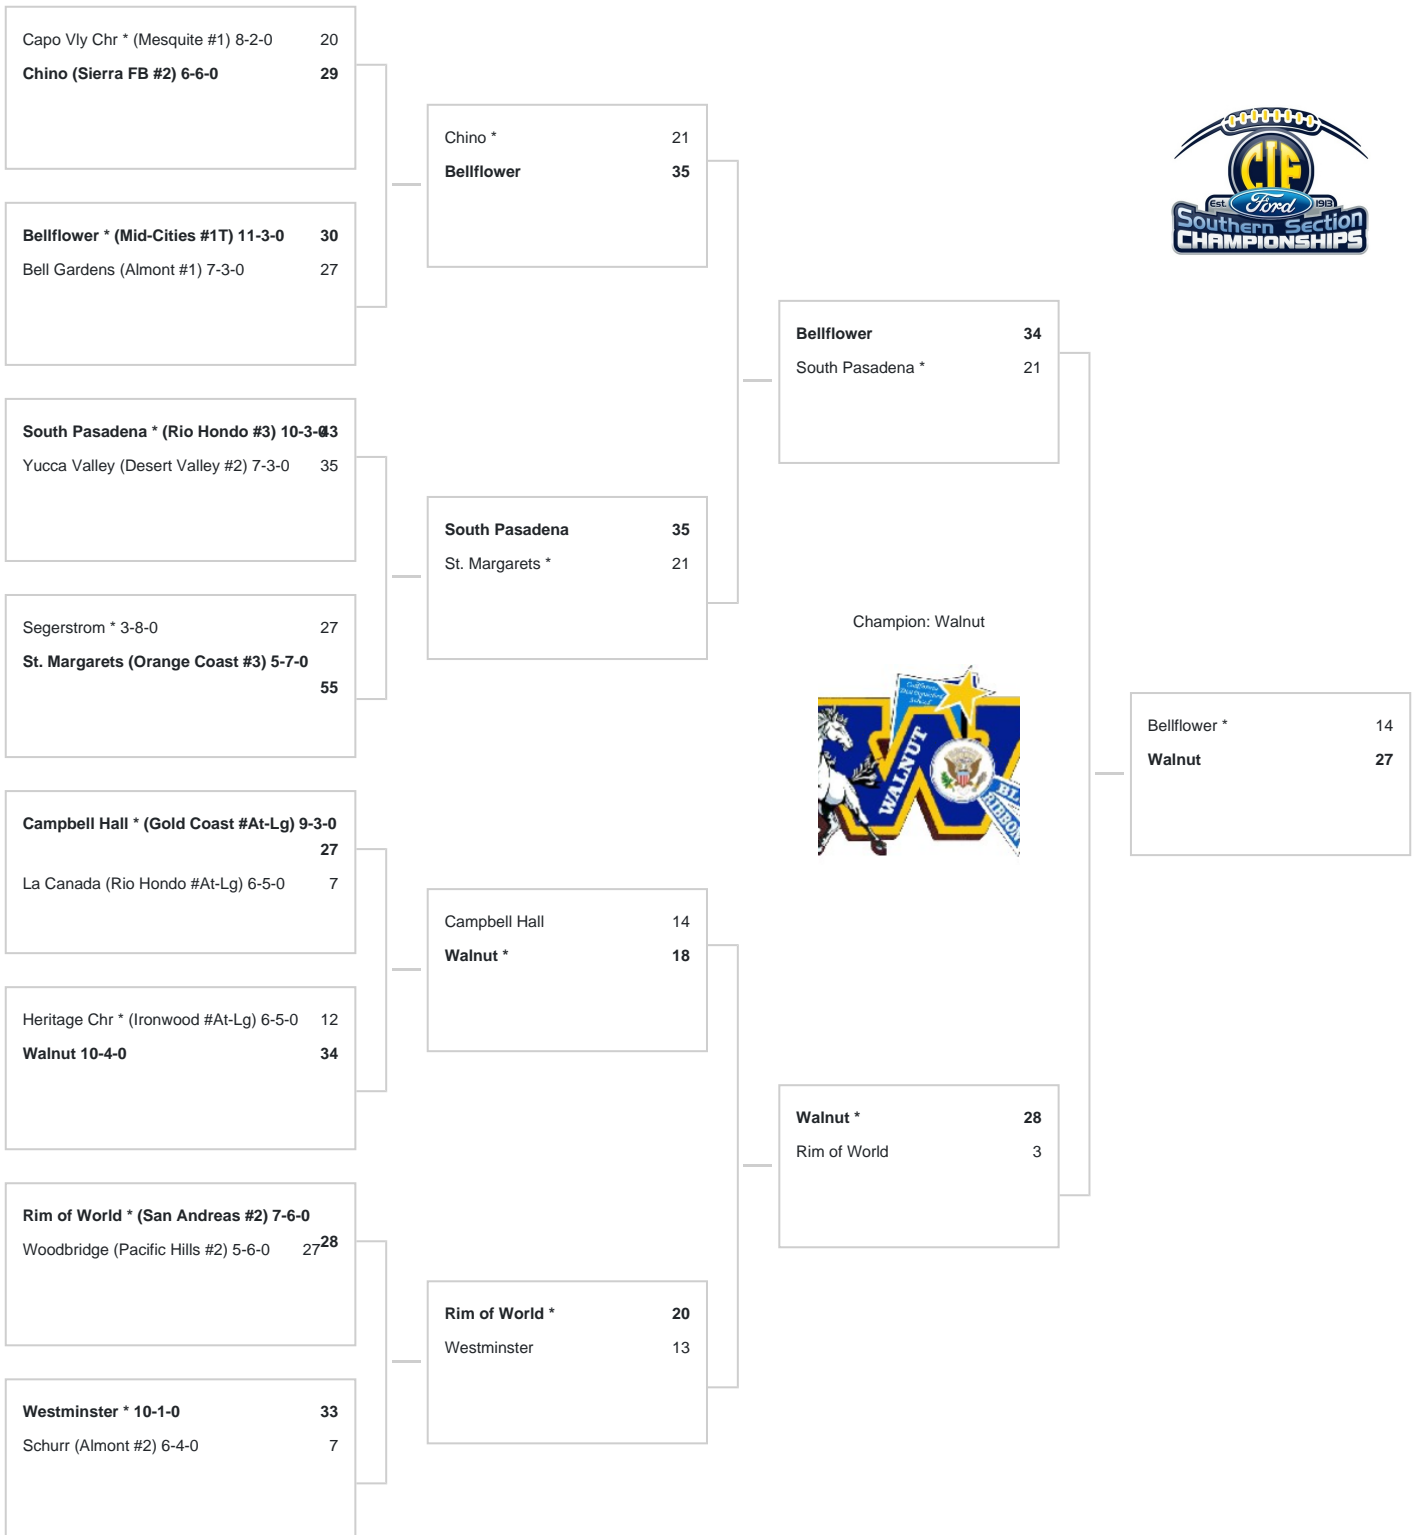 Capo Vly Chr * (Mesquite #1) 8-2-0 20
Chino (Sierra FB #2) 6-6-0 29
Bellflower * (Mid-Cities #1T) 11-3-0 30
Bell Gardens (Almont #1) 7-3-0 27
South Pasadena * (Rio Hondo #3) 10-3-0 43
Yucca Valley (Desert Valley #2) 7-3-0 35
Segerstrom * 3-8-0 27
St. Margarets (Orange Coast #3) 5-7-0
55
Campbell Hall * (Gold Coast #At-Lg) 9-3-0
27
La Canada (Rio Hondo #At-Lg) 6-5-0 7
Heritage Chr * (Ironwood #At-Lg) 6-5-0 12
Walnut 10-4-0 34
Rim of World * (San Andreas #2) 7-6-0
28
Woodbridge (Pacific Hills #2) 5-6-0 27
Westminster * 10-1-0 33
Schurr (Almont #2) 6-4-0 7
Chino * 21
Bellflower 35
South Pasadena 35
St. Margarets * 21
Campbell Hall 14
Walnut * 18
Rim of World * 20
Westminster 13
Bellflower 34
South Pasadena * 21
Walnut * 28
Rim of World 3
CIF
Est. Ford 1913
Southern Section
CHAMPIONSHIPS
Champion: Walnut
California
Distinguished
School
WALNUT
BL
RIBBON
Bellflower * 14
Walnut 27